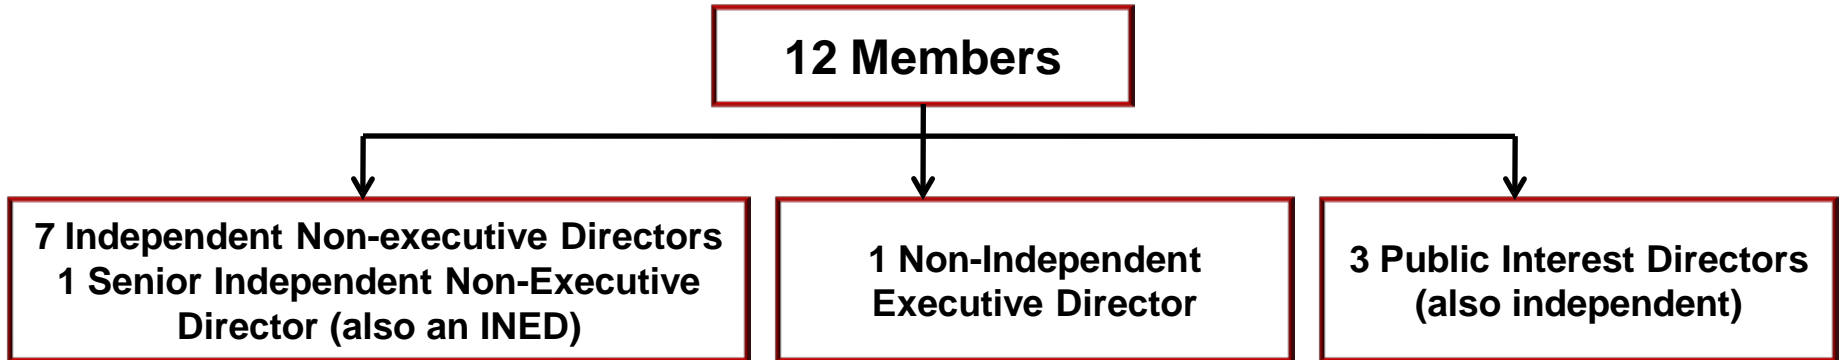 12 Members
7 Independent Non-executive Directors
1 Senior Independent Non-Executive
Director (also an INED)
1 Non-Independent
Executive Director
3 Public Interest Directors
(also independent)